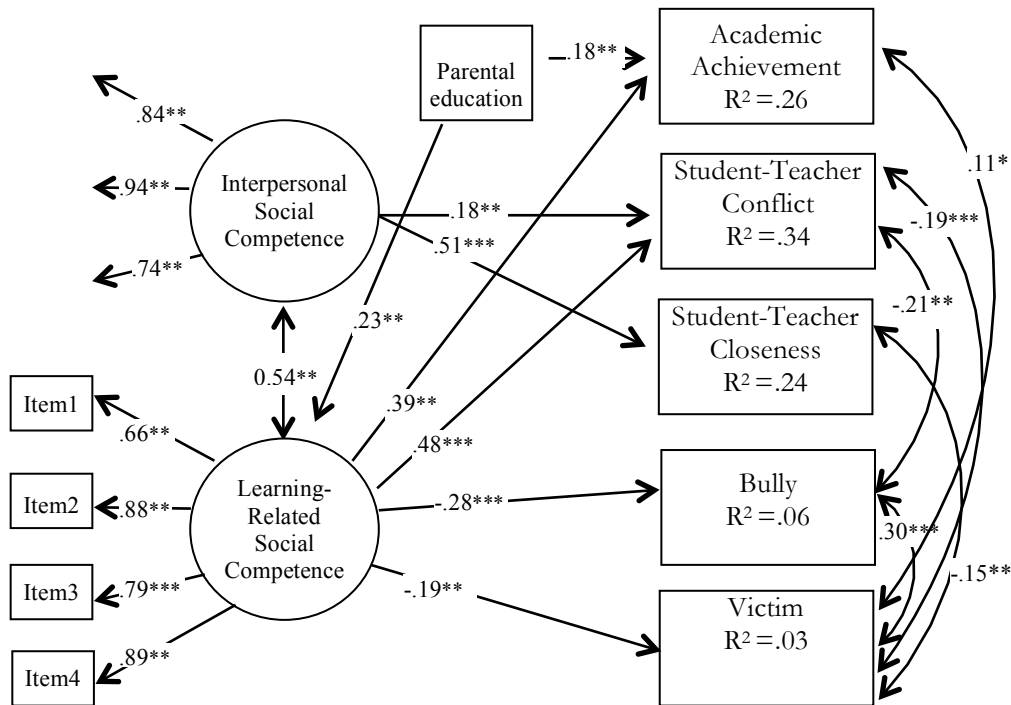 Parental
education
.18**
Academic
Achievement
R² =.26
.84**
.94**
.74**
Interpersonal
Social
Competence
.18**
.51***
Student-Teacher
Conflict
R² =.34
.11*
-.19***
-.21**
.23**
Student-Teacher
Closeness
R² =.24
0.54**
.39**
.48***
Item1
.66**
Item2
.88**
Item3
.79***
Item4
.89**
Learning-
Related
Social
Competence
-.28***
-.19**
Bully
R² =.06
.30***
-.15**
Victim
R² =.03